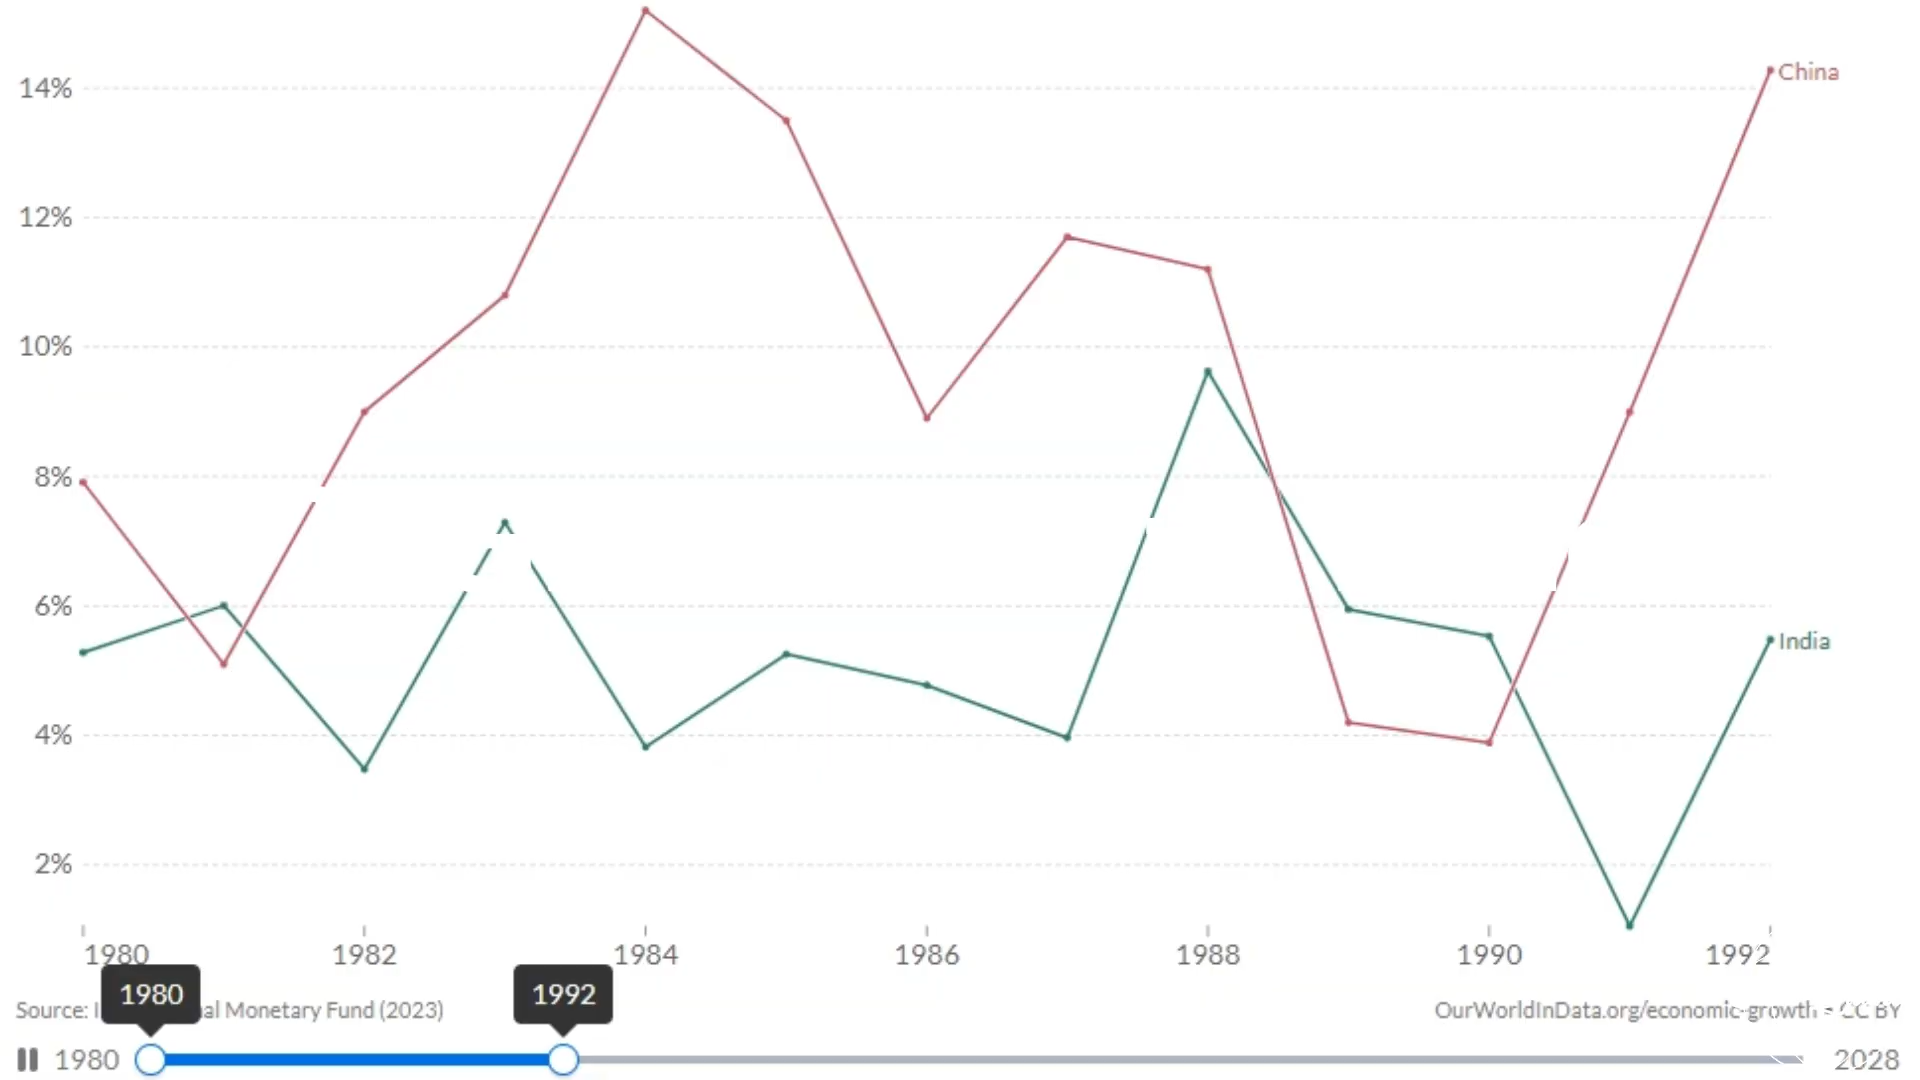 14%
China
12%
10%
8%
6%
India
4%
2%
1980 1982 1984 1986 1988 1990 1992
1980 1992
Source: al Monetary Fund (2023) OurWorldInData.org/economic-growth - CC BY
1980 2028